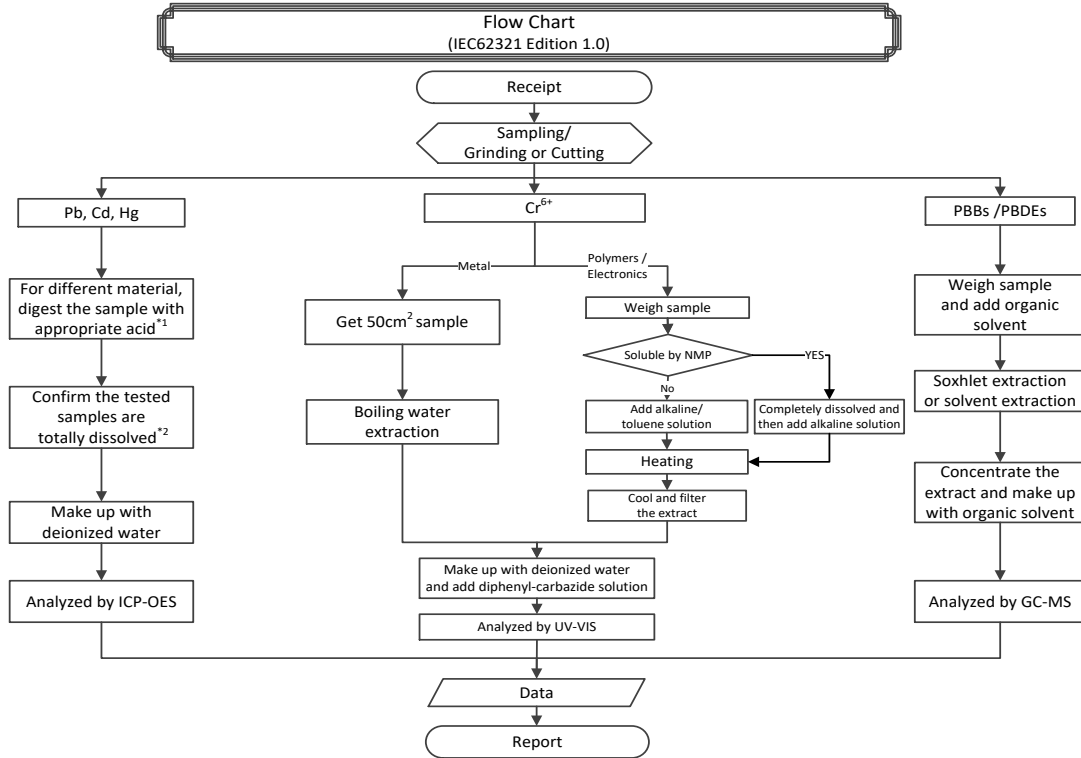 Flow Chart
(IEC62321 Edition 1.0)
Receipt
Sampling/
Grinding or Cutting
Pb, Cd, Hg
For different material,
digest the sample with
appropriate acid*1
Confirm the tested
samples are
totally dissolved*2
Make up with
deionized water
Analyzed by ICP-OES
Cr6+
Metal
Polymers /
Electronics
Get 50cm2 sample
Boiling water
extraction
Weigh sample
Soluble by NMP
YES
No
Add alkaline/
toluene solution
Completely dissolved and
then add alkaline solution
Heating
Cool and filter
the extract
Make up with deionized water
and add diphenyl-carbazide solution
Analyzed by UV-VIS
PBBs /PBDEs
Weigh sample
and add organic
solvent
Soxhlet extraction
or solvent extraction
Concentrate the
extract and make up
with organic solvent
Analyzed by GC-MS
Data
Report